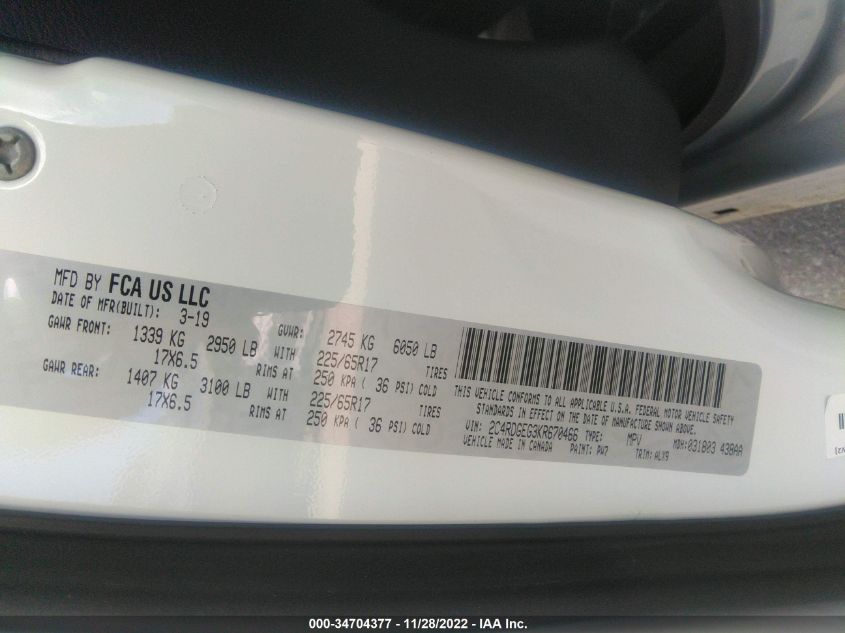 MFD BY FCA US LLC
DATE OF MFR(BUILT): 3-19 GVWR: 2745 KG 6050 LB
GAWR FRONT: 1339 KG 2950 LB WITH 225/65R17 TIRES
17X6.5 RIMS AT 250 KPA ( 36 PSI) COLD
GAWR REAR: 1407 KG 3100 LB WITH 225/65R17 TIRES
17X6.5 RIMS AT 250 KPA ( 36 PSI) COLD
THIS VEHICLE CONFORMS TO ALL APPLICABLE U.S.A. FEDERAL MOTOR VEHICLE SAFETY
STANDARDS IN EFFECT ON THE DATE OF MANUFACTURE SHOWN ABOVE.
VIN: 2C4RDGEG3KR670466 TYPE: MPV MDH:031803 438AA
VEHICLE MADE IN CANADA PAINT: PW7 TRIM: ALX9
000-34704377 - 11/28/2022 - IAA Inc.